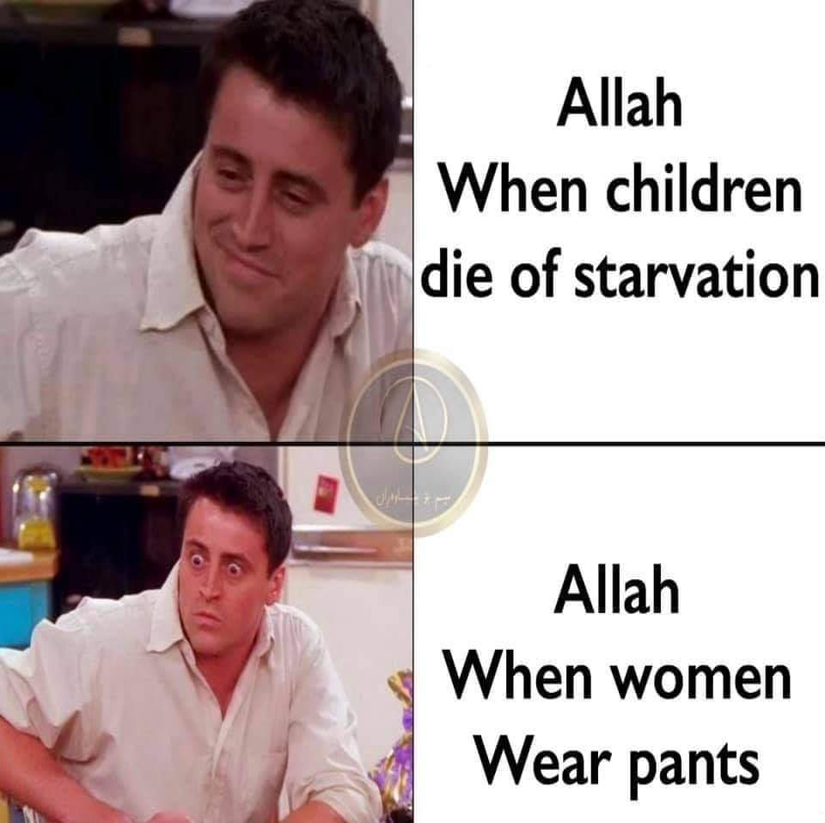 Allah
When children
die of starvation
Allah
When women
Wear pants